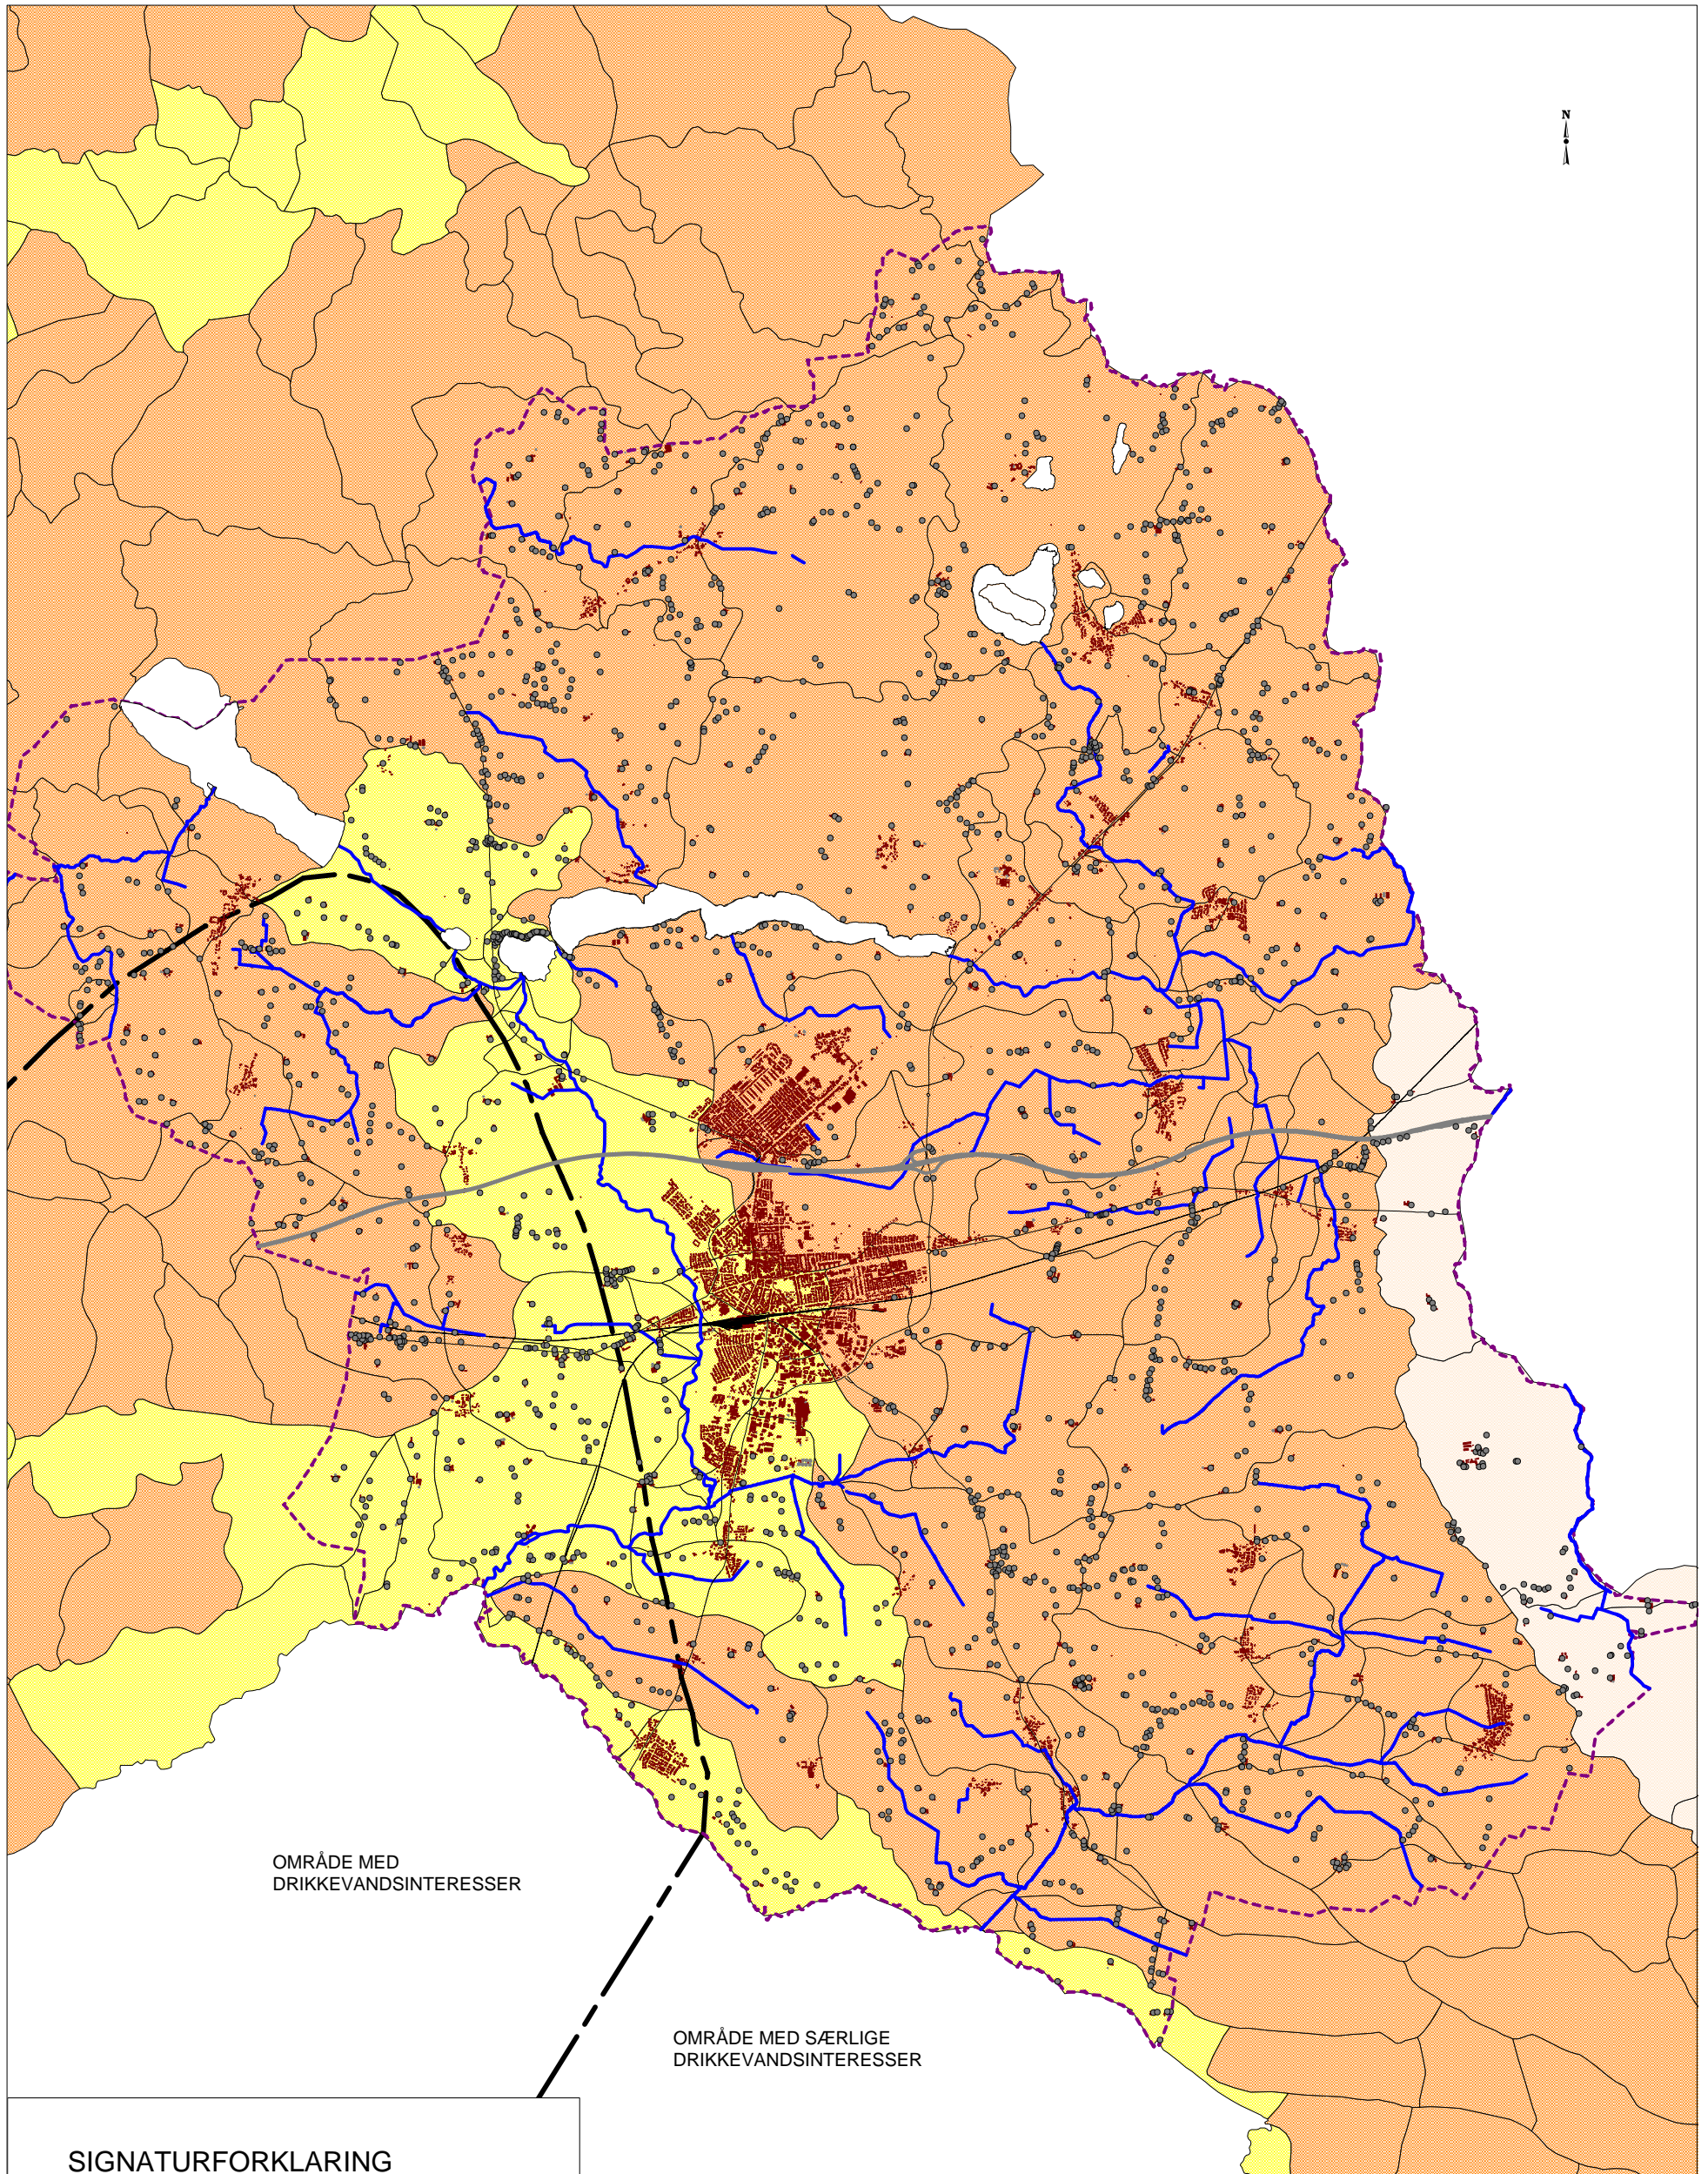 N
OMRÅDE MED
DRIKKEVANDSINTERESSER
OMRÅDE MED SÆRLIGE
DRIKKEVANDSINTERESSER
SIGNATURFORKLARING